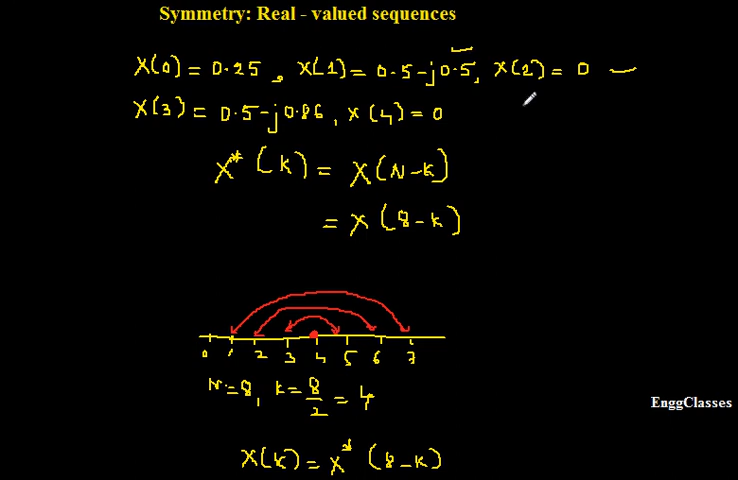 Symmetry: Real - valued sequences
X(0) = 0.25, X(1) = 0.5-j0.5, X(2) = 0
X(3) = 0.5-j0.86, X(4) = 0
X*(K) = X(N-K)
= X(8-K)
0 1 2 3 4 5 6 7
N=8, K=8/2=4
EnggClasses
X(K) = X*(8-K)